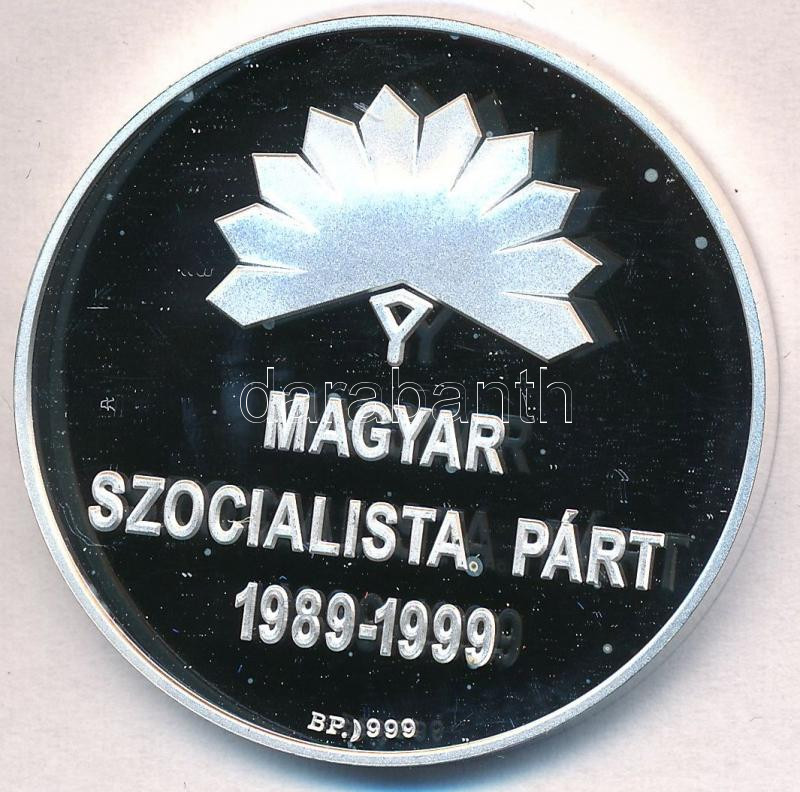 darabanth
MAGYAR
SZOCIALISTA PÁRT
1989-1999
BP.) 999